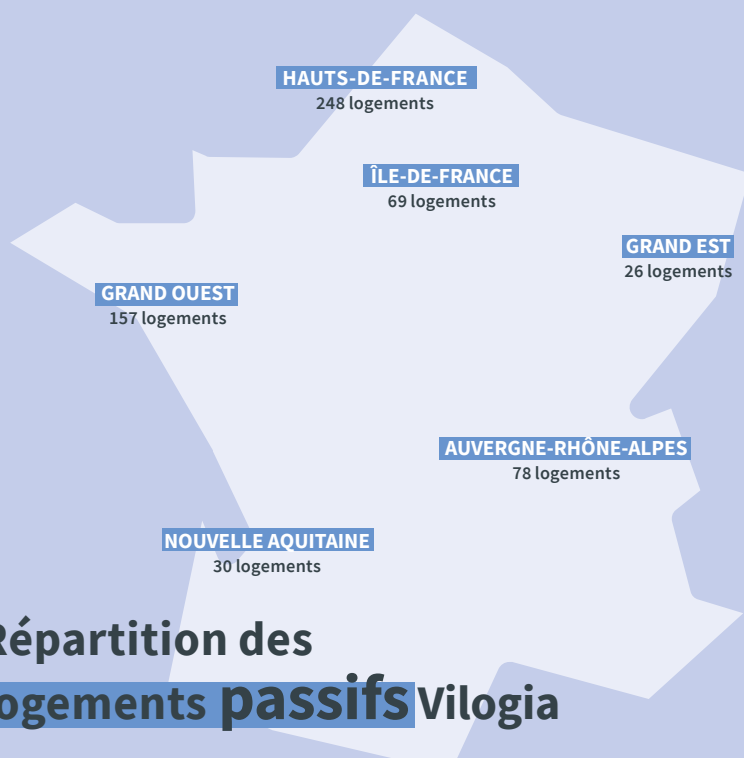 HAUTS-DE-FRANCE
248 logements
ÎLE-DE-FRANCE
69 logements
GRAND EST
26 logements
GRAND OUEST
157 logements
AUVERGNE-RHÔNE-ALPES
78 logements
NOUVELLE AQUITAINE
30 logements
Répartition des
logements passifs Vilogia